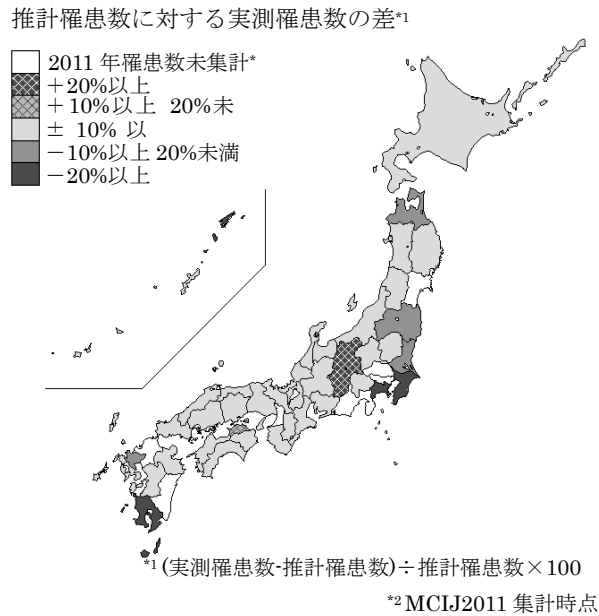 推計罹患数に対する実測罹患数の差*1
2011 年罹患数未集計*
＋20%以上
＋10%以上 20%未
± 10% 以
－10%以上 20%未満
－20%以上
*1 (実測罹患数-推計罹患数)÷推計罹患数×100
*2 MCIJ2011 集計時点